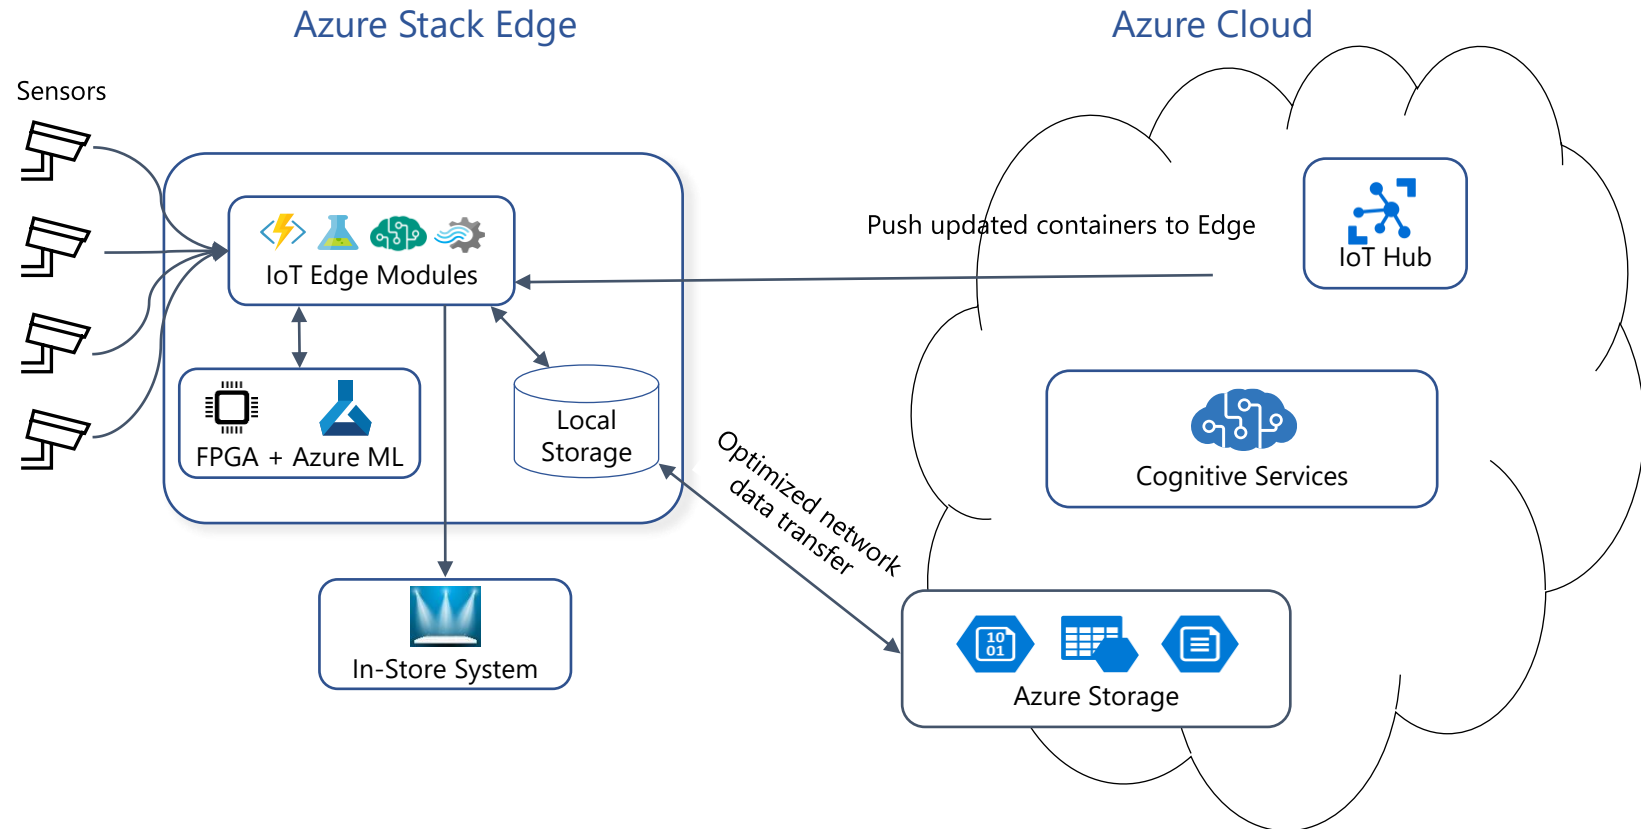 Azure Stack Edge
Azure Cloud
Sensors
IoT Edge Modules
Push updated containers to Edge
IoT Hub
FPGA + Azure ML
Local
Storage
Cognitive Services
Optimized network
data transfer
In-Store System
10
01
Azure Storage